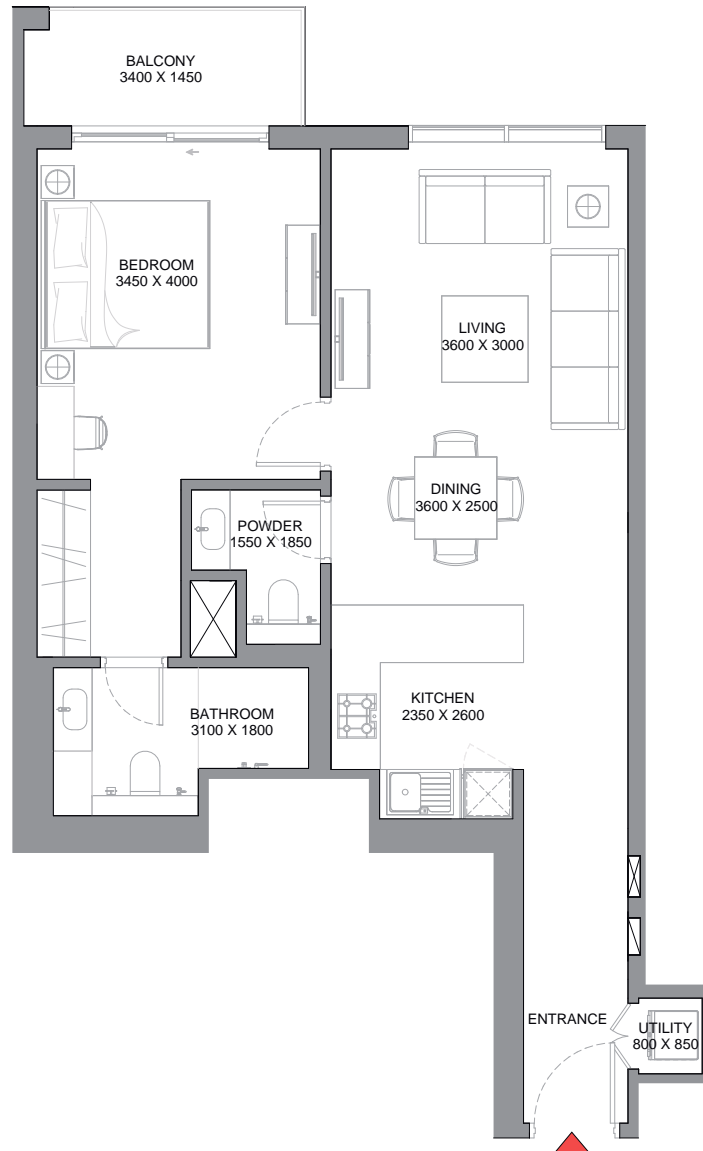 BALCONY
3400 X 1450
BEDROOM
3450 X 4000
LIVING
3600 X 3000
DINING
3600 X 2500
POWDER
1550 X 1850
KITCHEN
2350 X 2600
BATHROOM
3100 X 1800
ENTRANCE
UTILITY
800 X 850